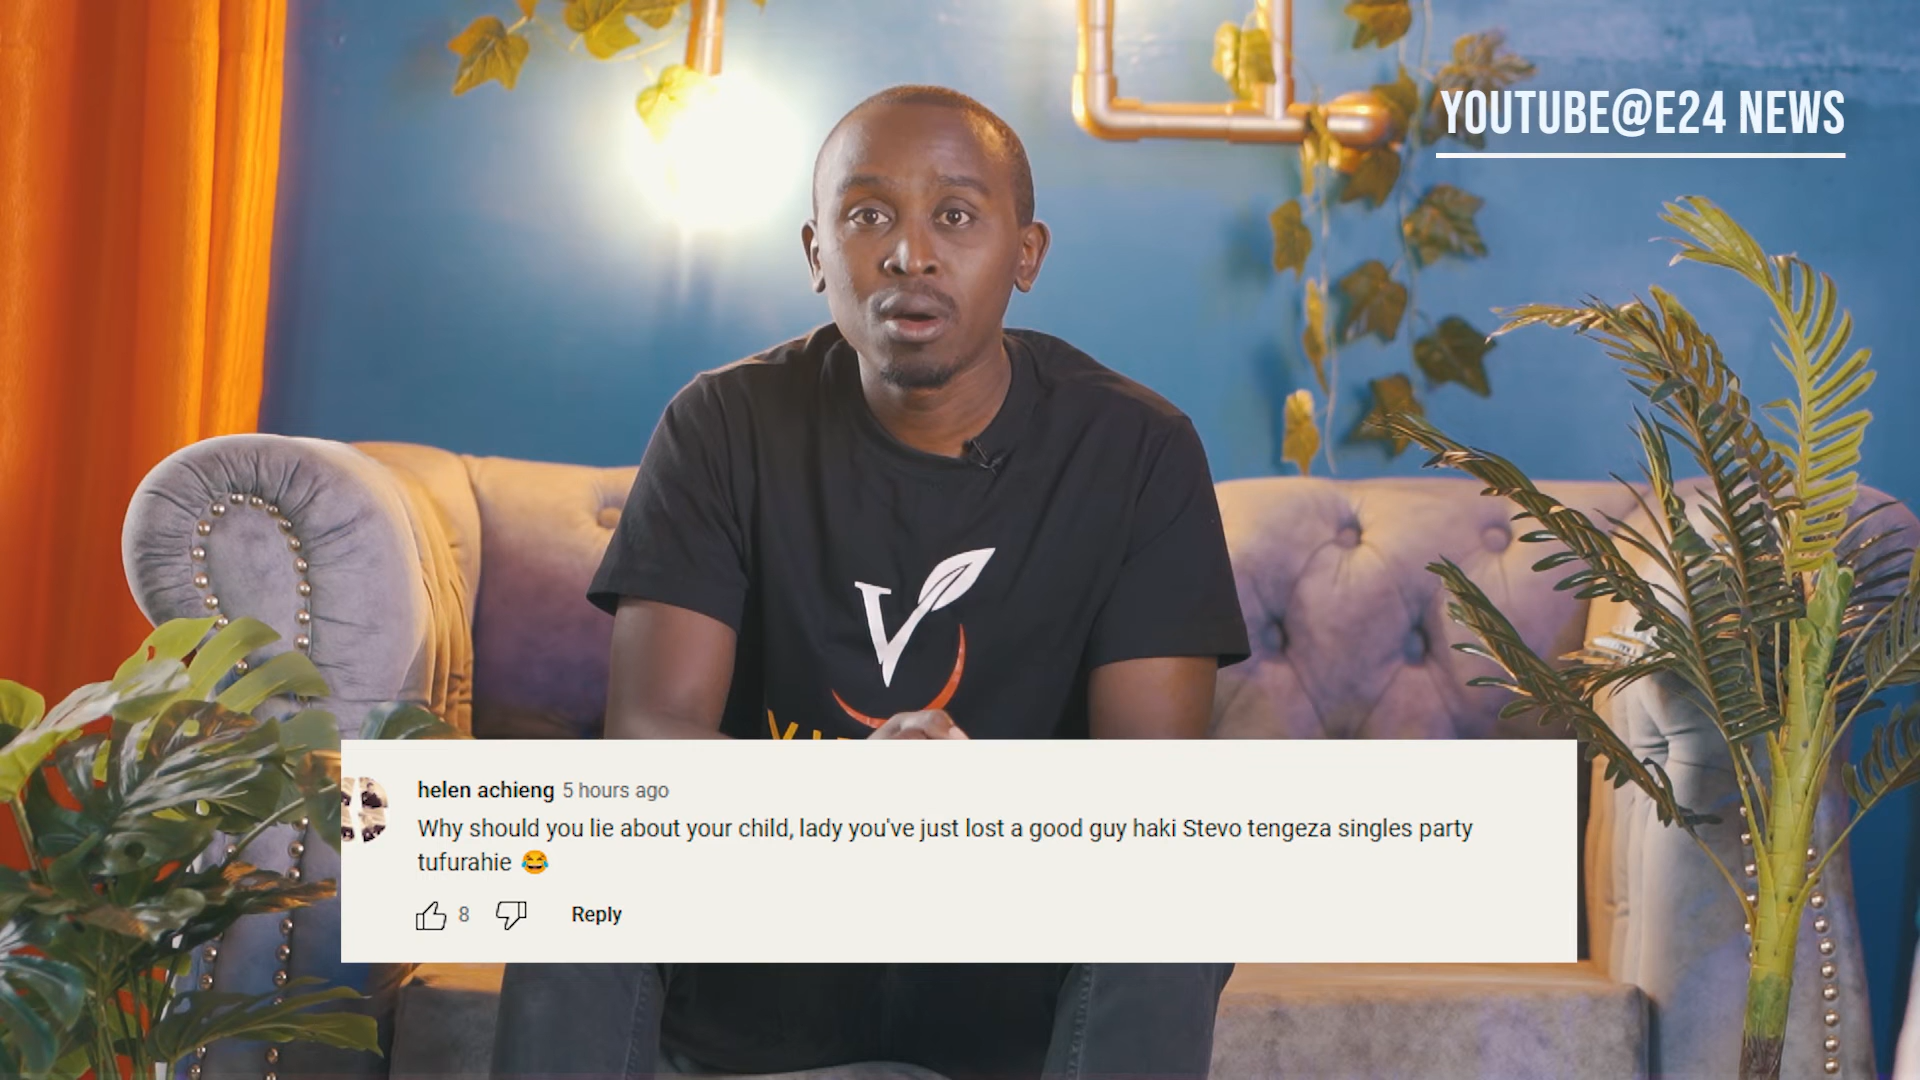 YOUTUBE@E24 NEWS
V
helen achieng 5 hours ago
Why should you lie about your child, lady you've just lost a good guy haki Stevo tengeza singles party
tufurahie 😂
8 Reply